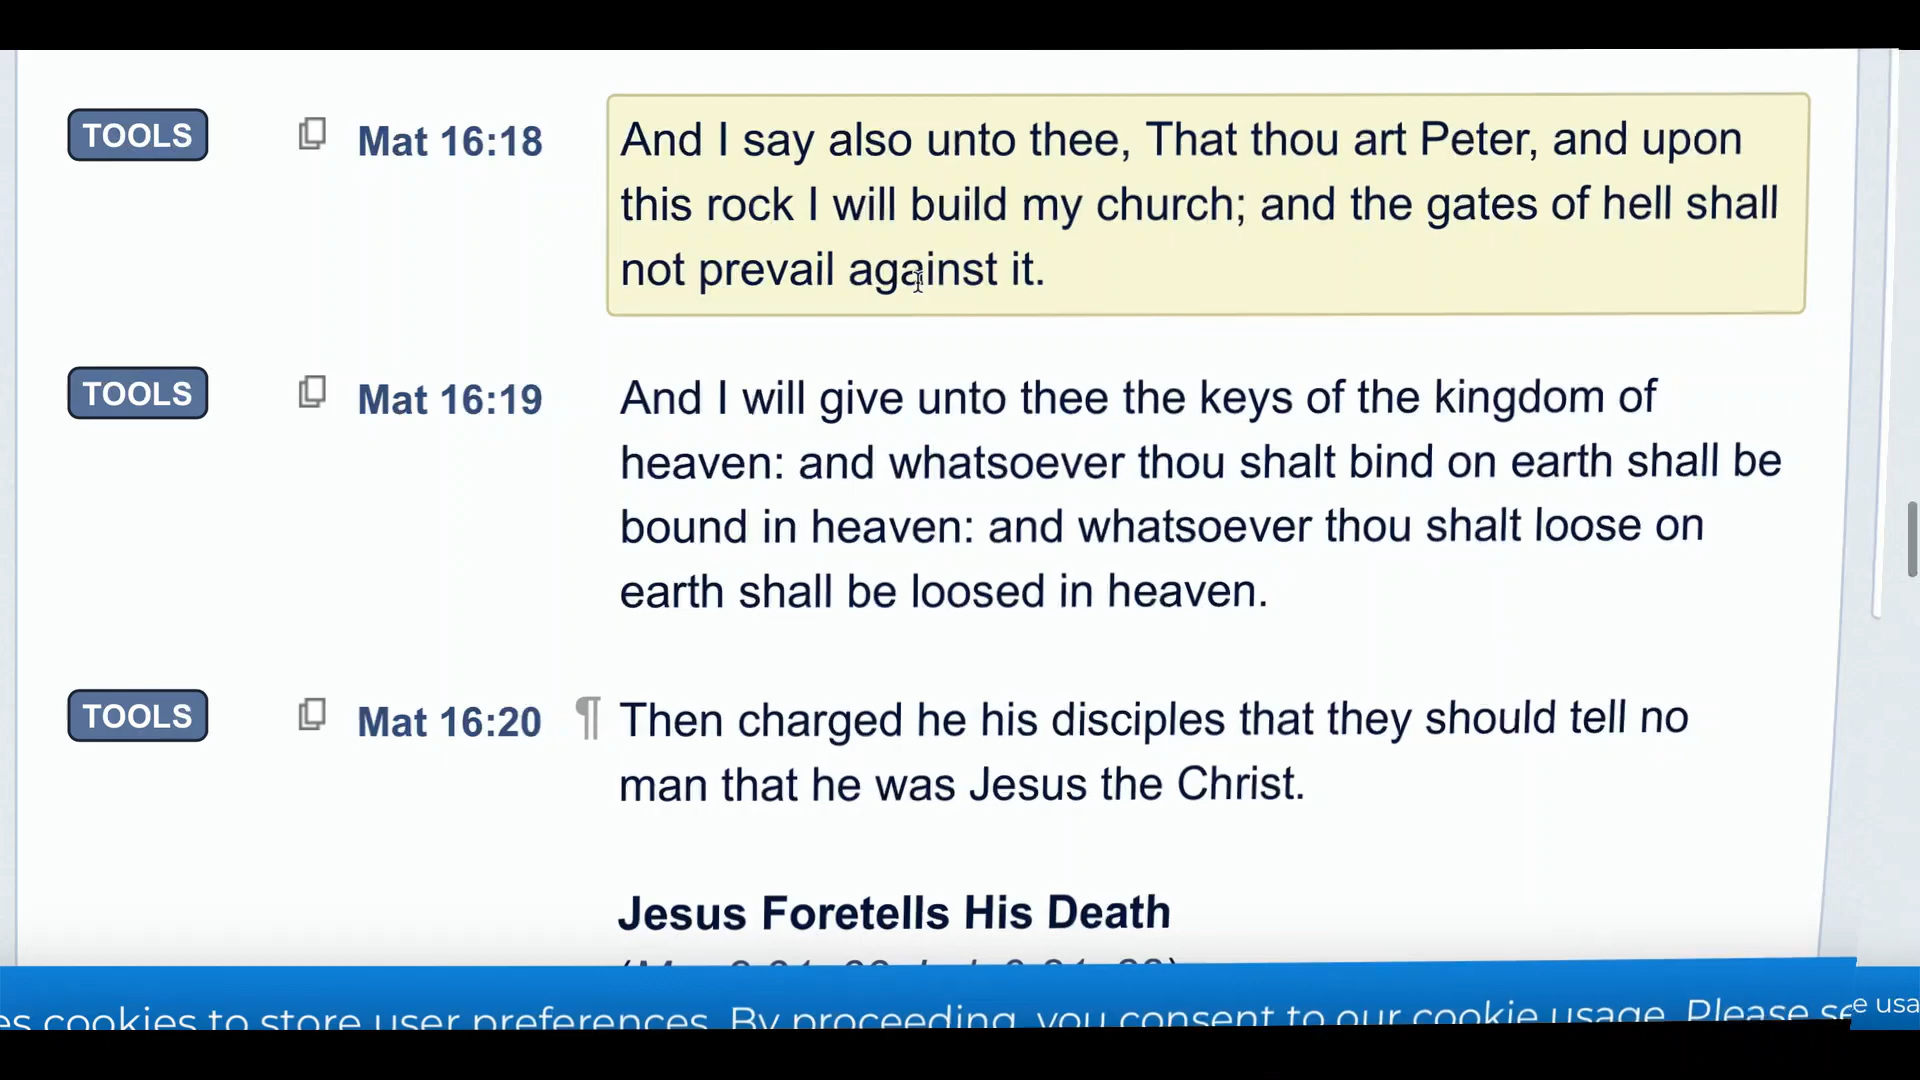 TOOLS Mat 16:18 And I say also unto thee, That thou art Peter, and upon
this rock I will build my church; and the gates of hell shall
not prevail against it.
TOOLS Mat 16:19 And I will give unto thee the keys of the kingdom of
heaven: and whatsoever thou shalt bind on earth shall be
bound in heaven: and whatsoever thou shalt loose on
earth shall be loosed in heaven.
TOOLS Mat 16:20 ¶ Then charged he his disciples that they should tell no
man that he was Jesus the Christ.
Jesus Foretells His Death
cookies to store user preferences. By proceeding, you consent to our cookie usage. Please